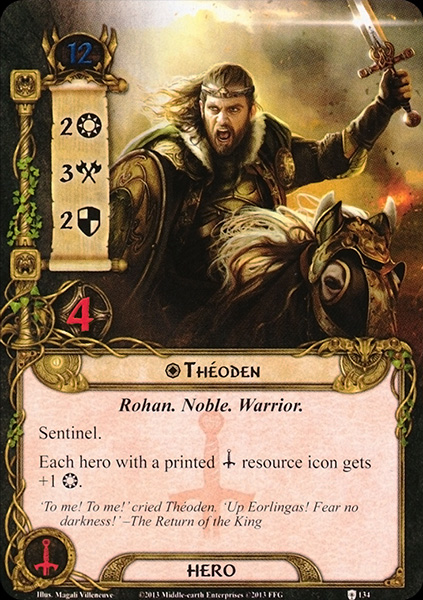 12
2
3
2
4
THÉODEN
Rohan. Noble. Warrior.
Sentinel.
Each hero with a printed resource icon gets
+1 .
'To me! To me!' cried Théoden. 'Up Eorlingas! Fear no
darkness!' –The Return of the King
HERO
Illus. Magali Villeneuve ©2013 Middle-earth Enterprises ©2013 FFG 134